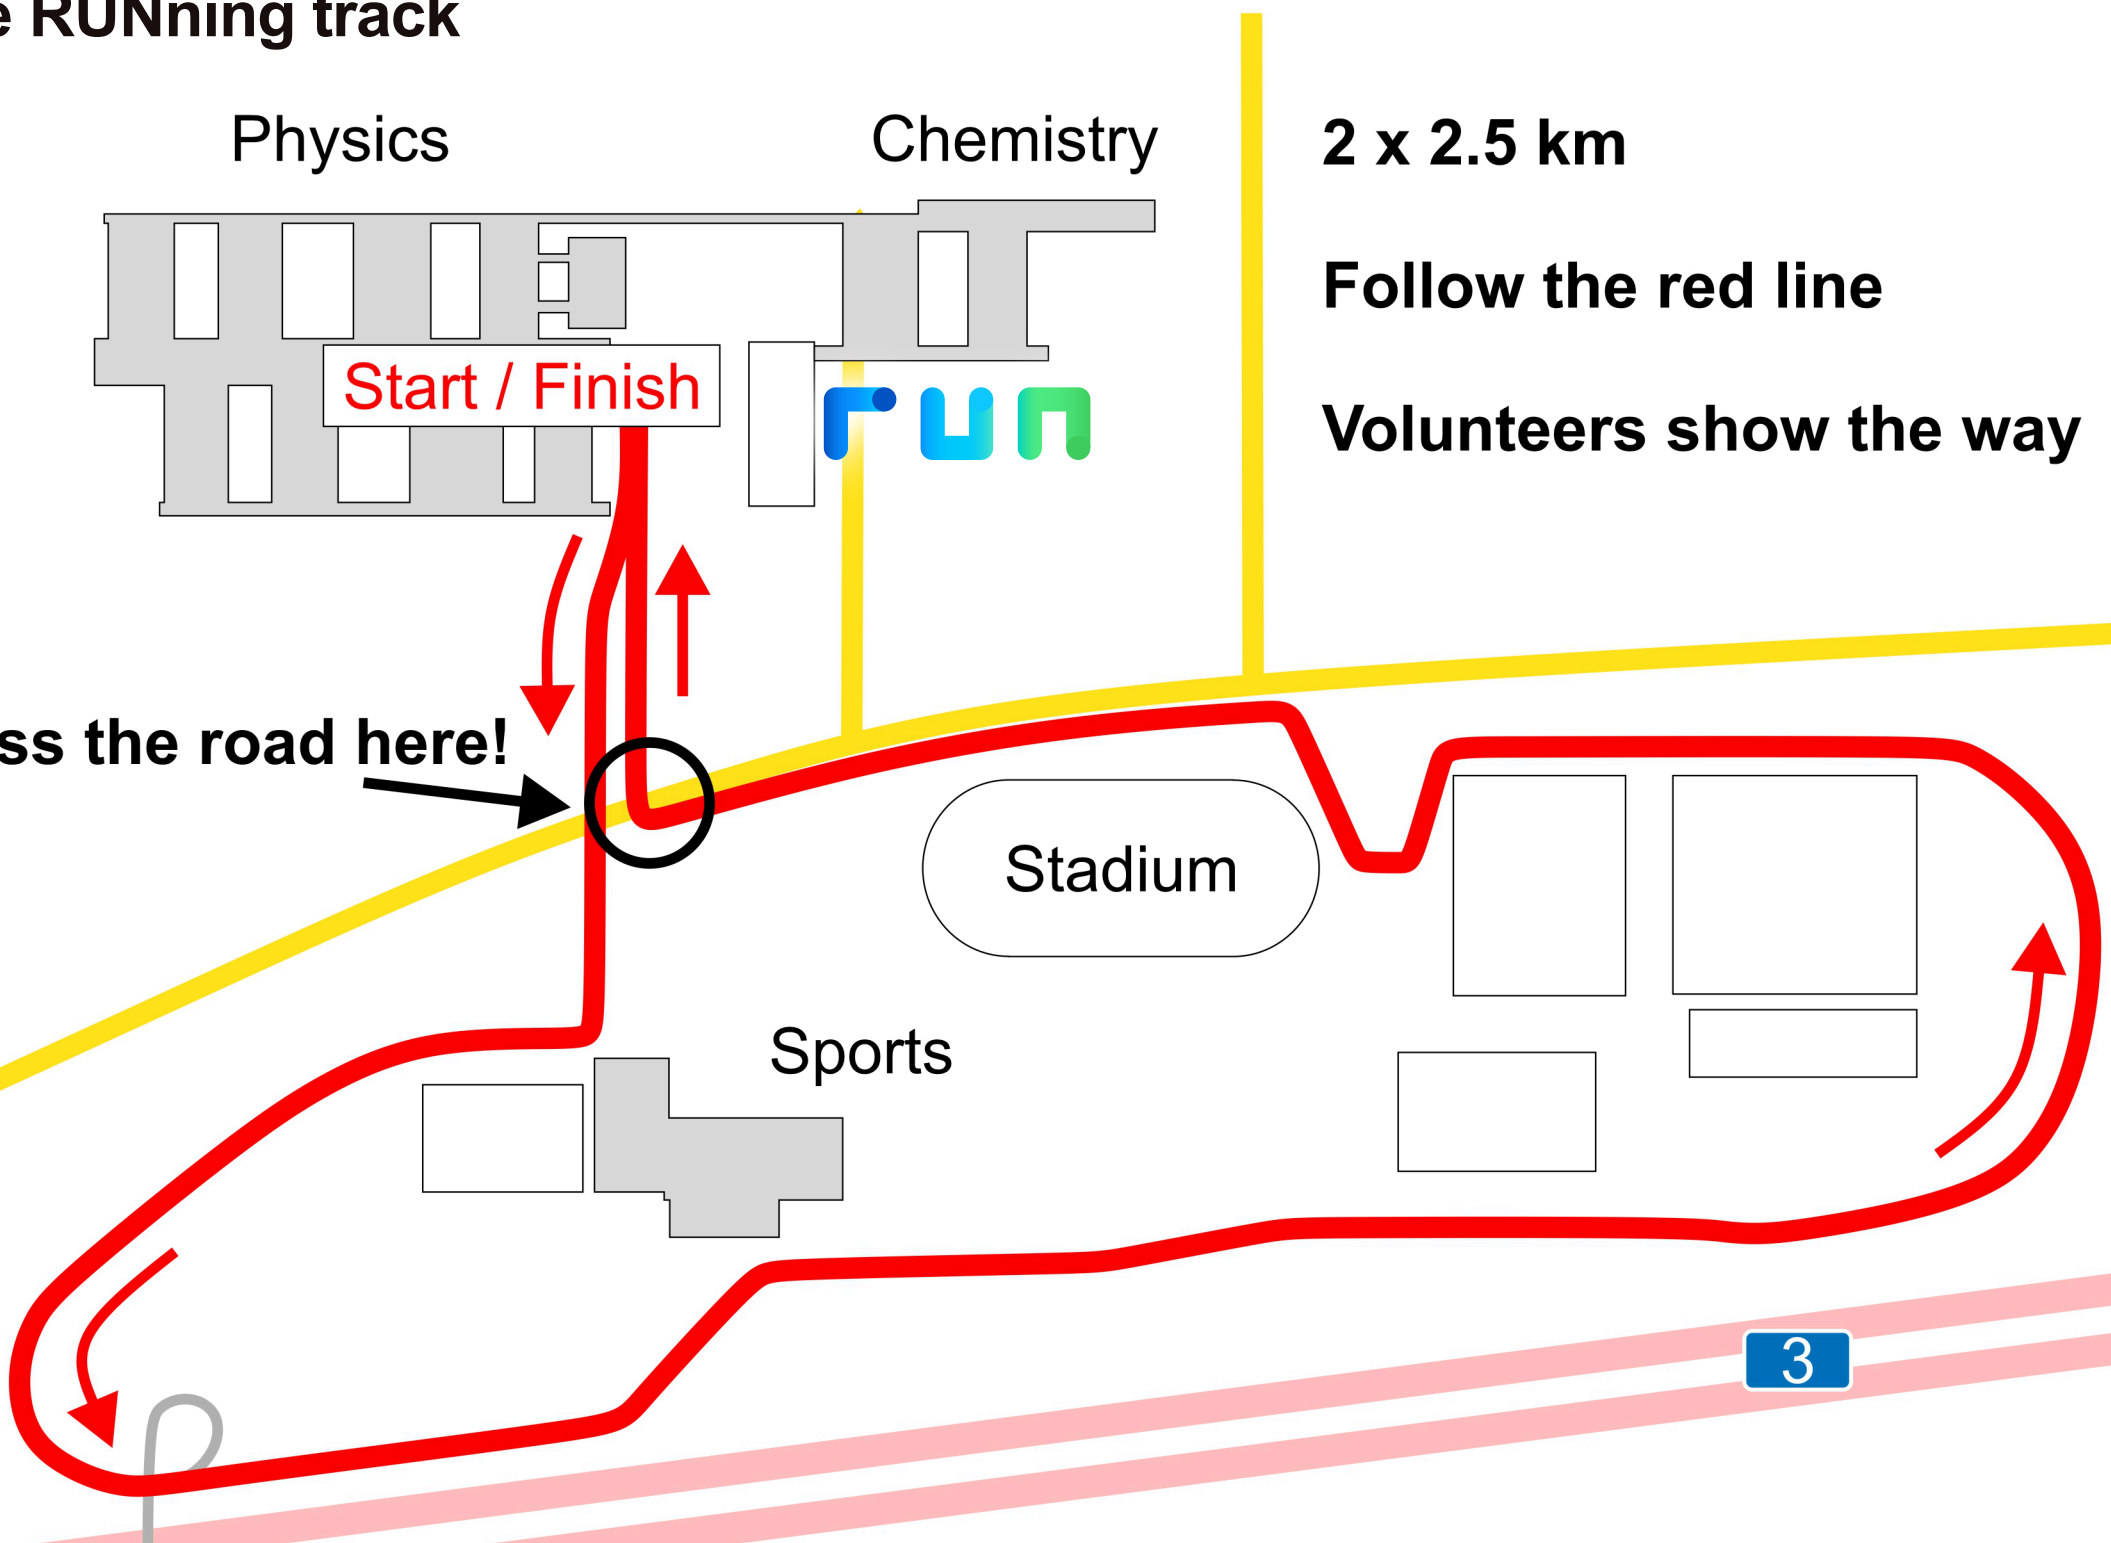 e RUNning track
Physics
Chemistry
2 x 2.5 km
Follow the red line
Start / Finish
run
Volunteers show the way
ss the road here!
Stadium
Sports
3